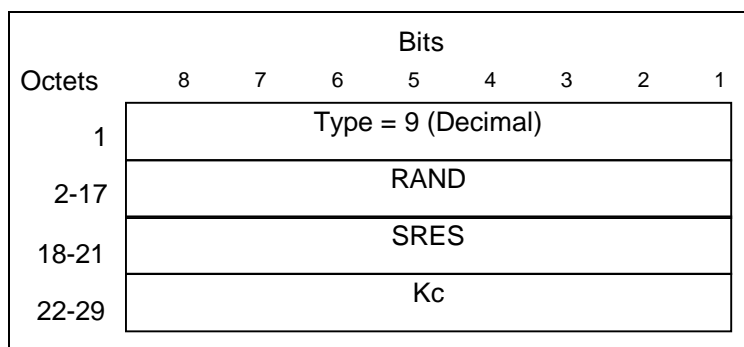 Bits
Octets 8 7 6 5 4 3 2 1
1 Type = 9 (Decimal)
2-17 RAND
18-21 SRES
22-29 Kc